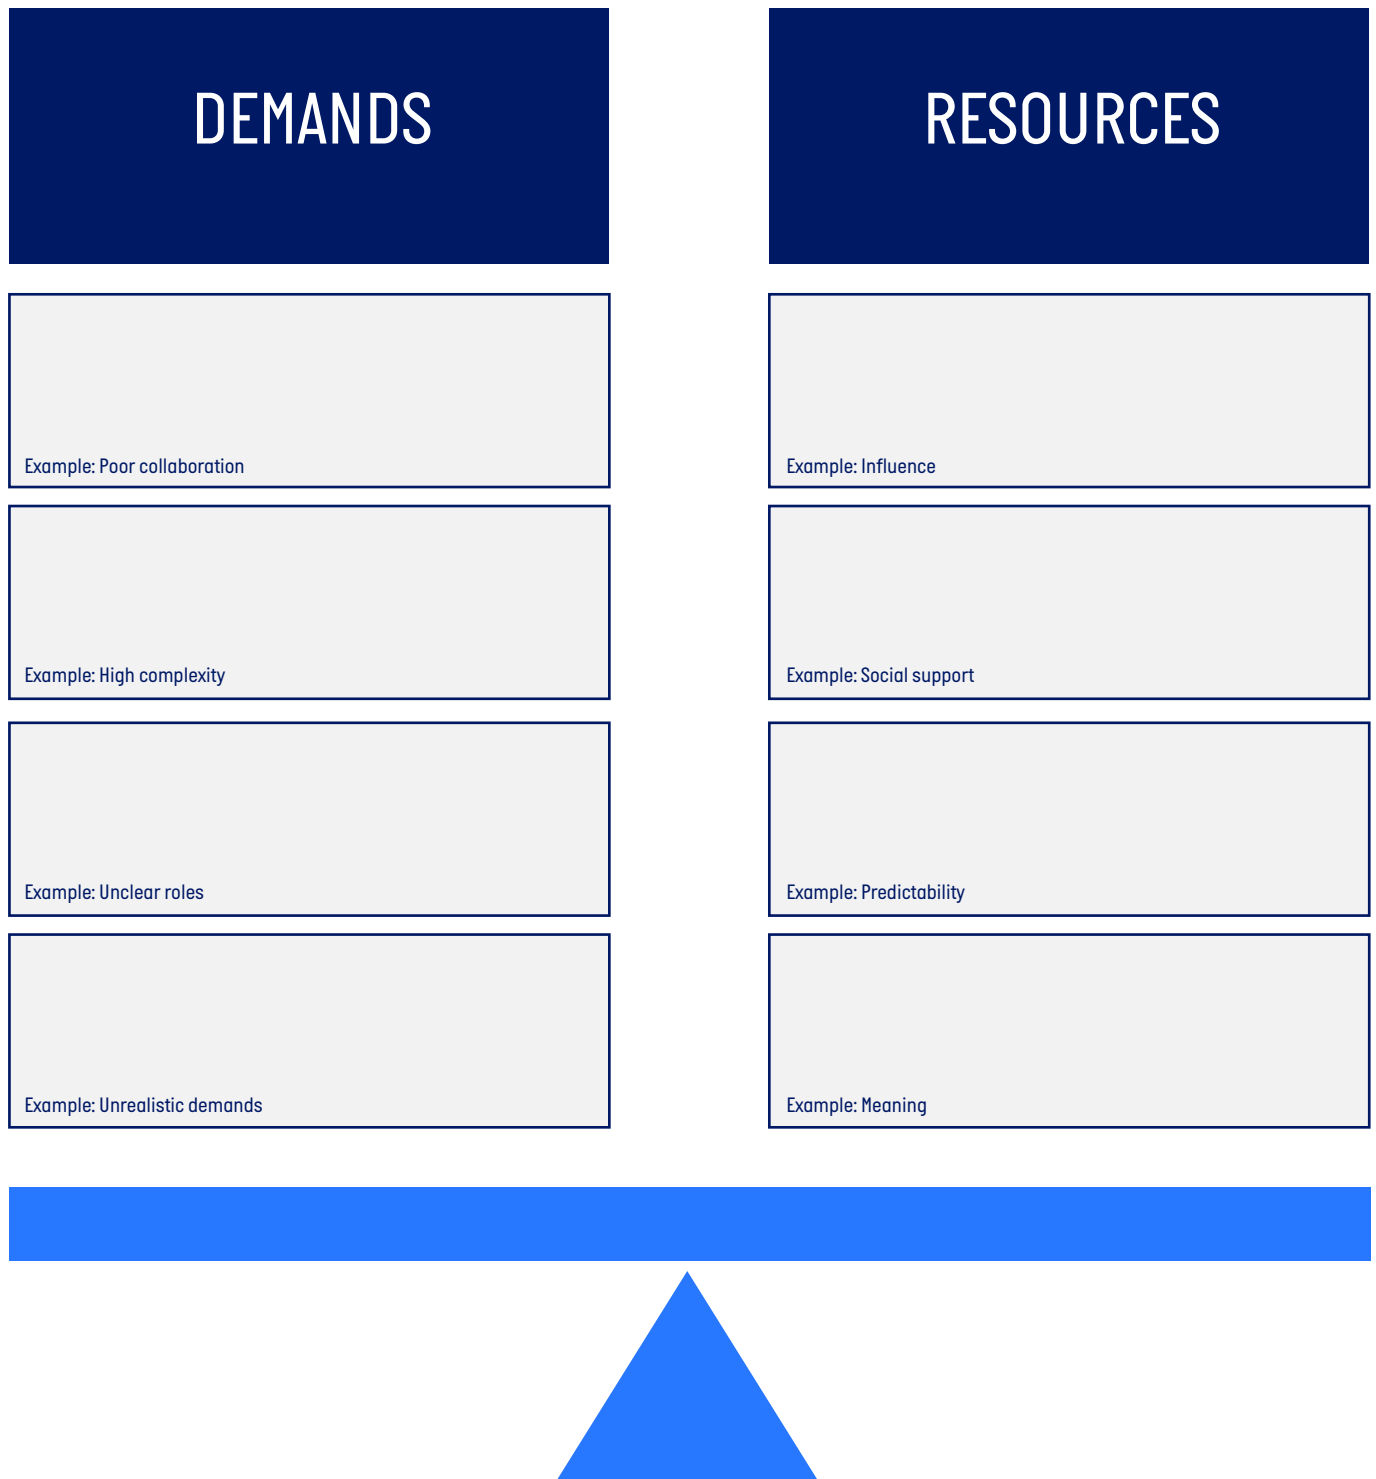 DEMANDS
RESOURCES
Example: Poor collaboration
Example: Influence
Example: High complexity
Example: Social support
Example: Unclear roles
Example: Predictability
Example: Unrealistic demands
Example: Meaning